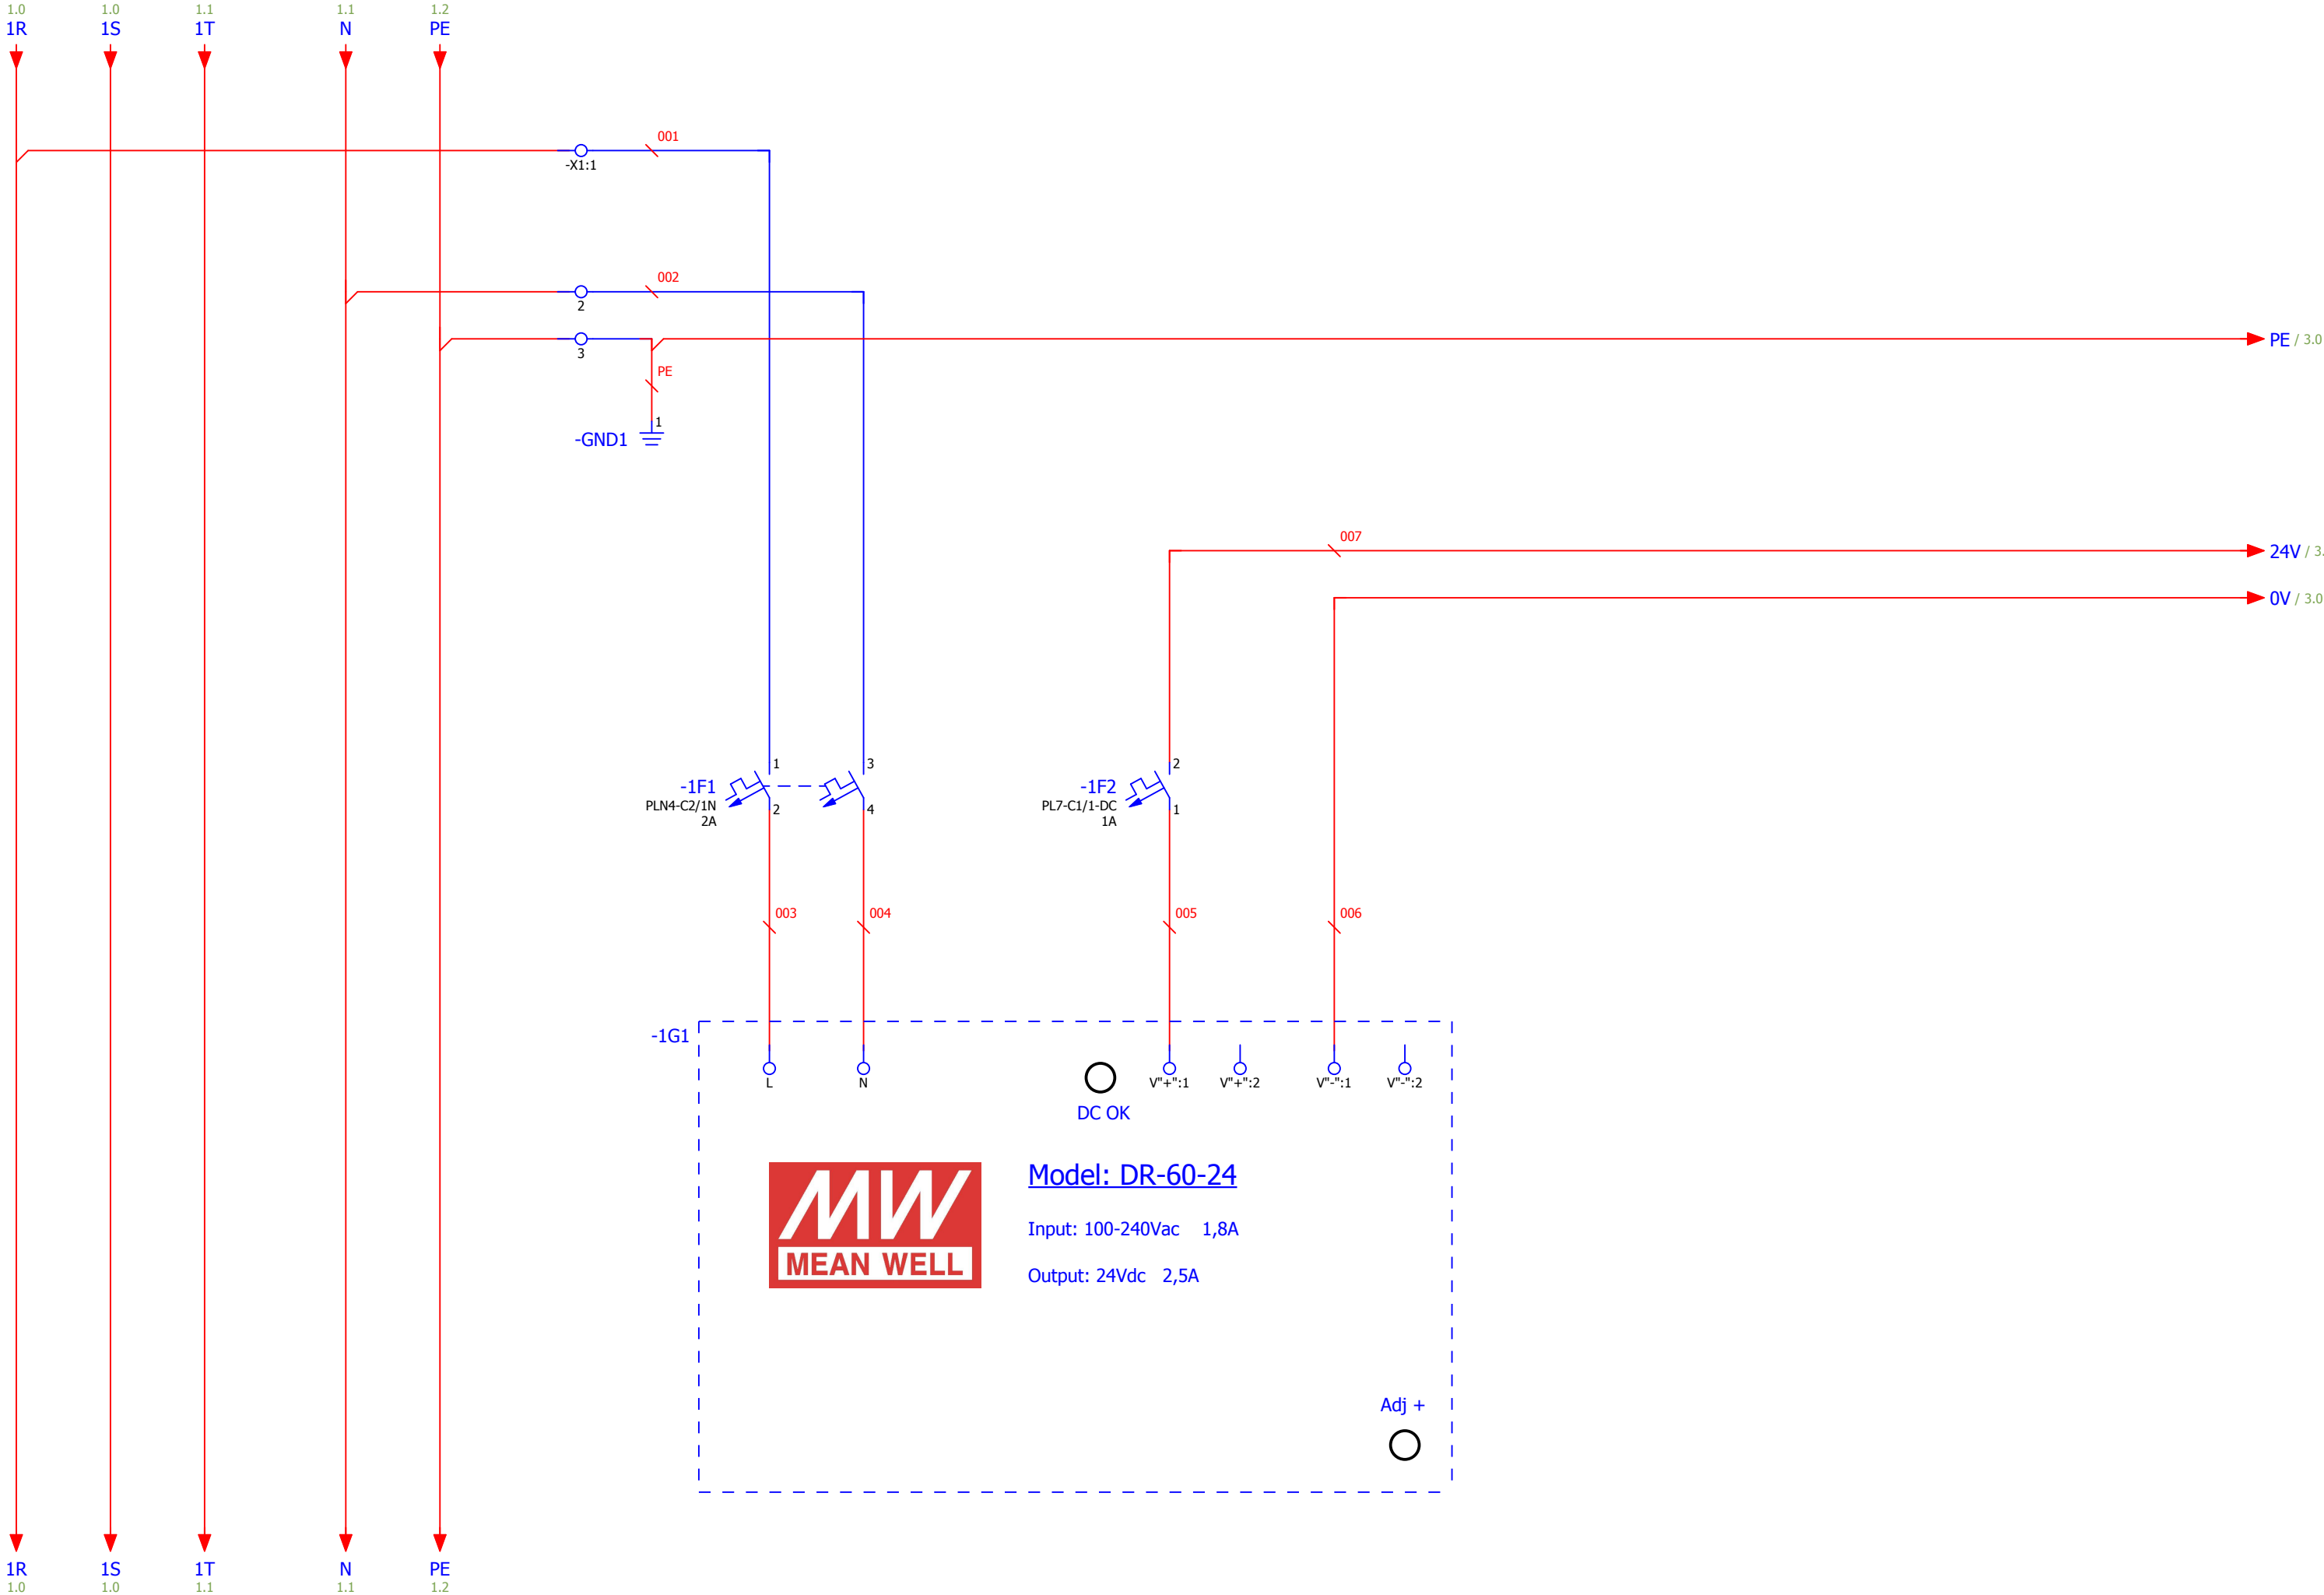 1.0 1.0 1.1 1.1 1.2
1R 1S 1T N PE
001
-X1:1
002
2
3
PE / 3.0
PE
1
-GND1
007
24V / 3.
0V / 3.0
1 3 2
-1F1 -1F2
PLN4-C2/1N PL7-C1/1-DC
2 4 1
2A 1A
003 004 005 006
-1G1
L N V"+":1 V"+":2 V"-":1 V"-":2
DC OK
Model: DR-60-24
MW
Input: 100-240Vac 1,8A
MEAN WELL
Output: 24Vdc 2,5A
Adj +
1R 1S 1T N PE
1.0 1.0 1.1 1.1 1.2